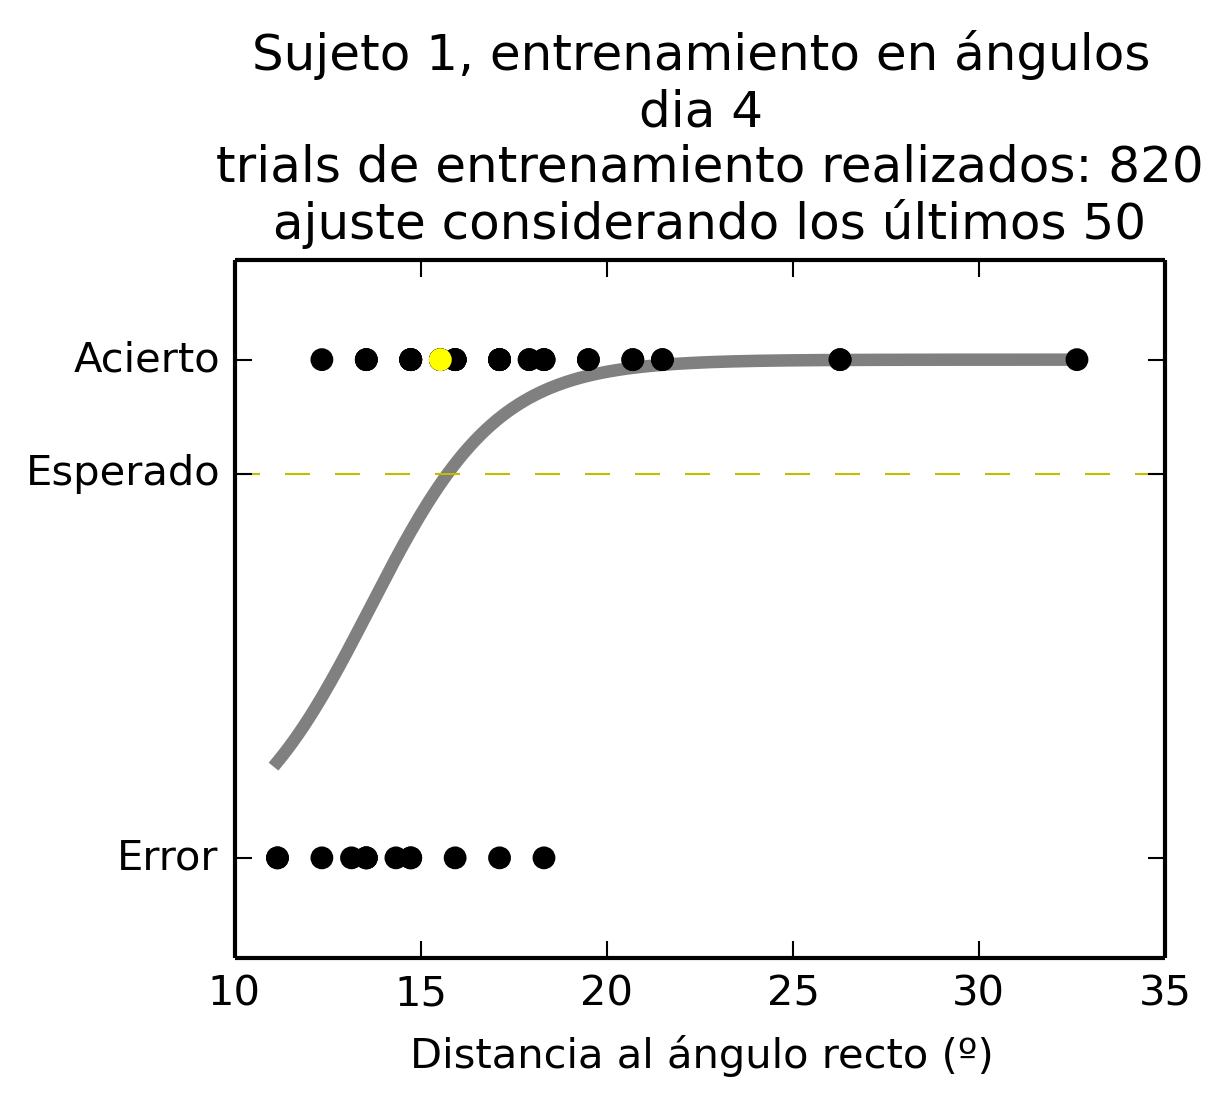 Sujeto 1, entrenamiento en ángulos
dia 4
trials de entrenamiento realizados: 820
ajuste considerando los últimos 50
Acierto
Esperado
Error
10 15 20 25 30 35
Distancia al ángulo recto (º)